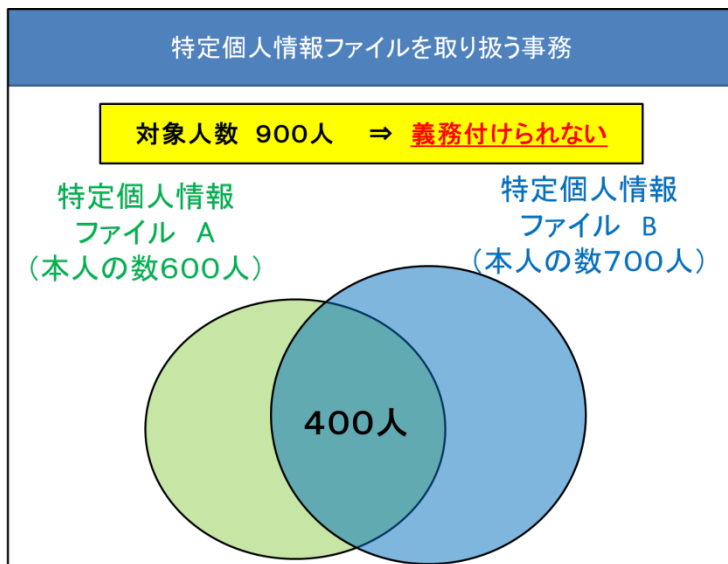 特定個人情報ファイルを取り扱う事務
対象人数 900人 ⇒ 義務付けられない
特定個人情報
ファイル A
(本人の数600人)
特定個人情報
ファイル B
(本人の数700人)
400人